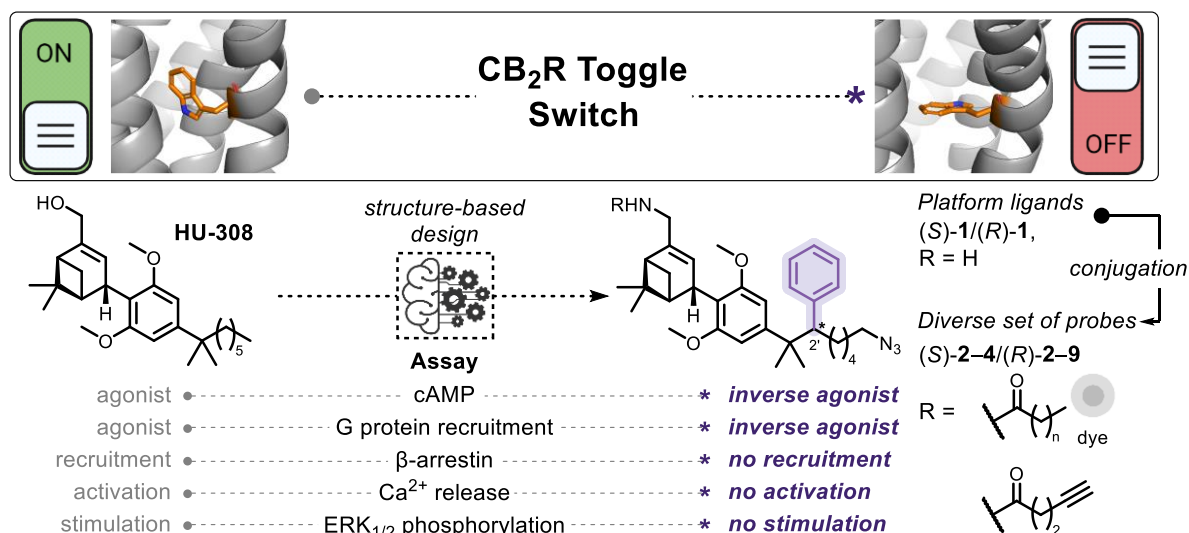 ON
CB₂R Toggle
Switch
*
OFF
HO
HU-308
O
H
O
5
structure-based
design
Assay
RHN
O
H
O
*
2'
4
N₃
Platform ligands
(S)-1/(R)-1,
R = H
conjugation
Diverse set of probes
(S)-2–4/(R)-2–9
R =
O
n
dye
O
2
agonist cAMP * inverse agonist
agonist G protein recruitment * inverse agonist
recruitment β-arrestin * no recruitment
activation Ca²⁺ release * no activation
stimulation ERK₁/₂ phosphorylation * no stimulation